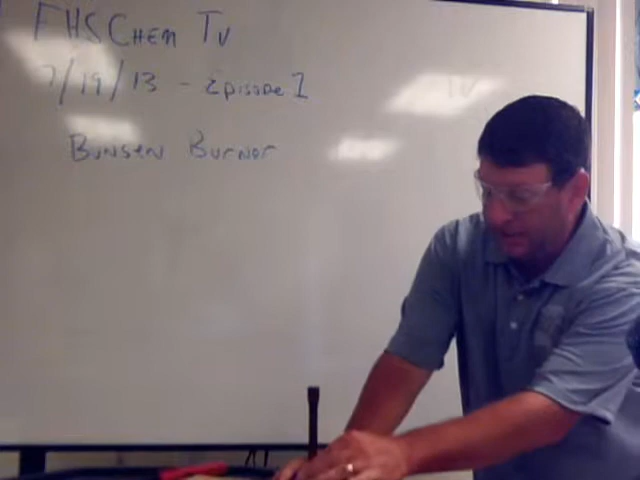 FHSChem TV
7/19/13 - Episode 1
Bunsen Burner